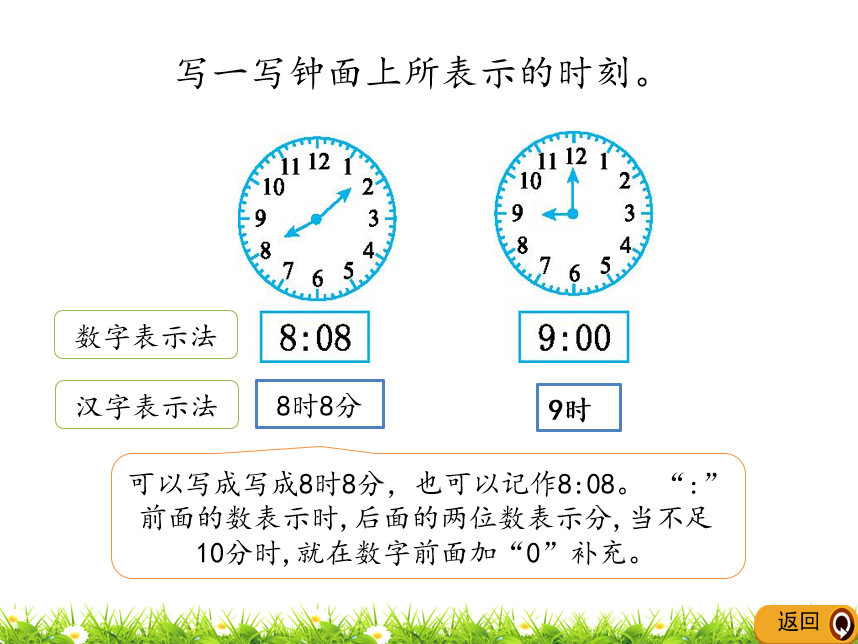 写一写钟面上所表示的时刻。
12
11 1
10 2
9 3
8 4
7 5
6
12
11 1
10 2
9 3
8 4
7 5
6
数字表示法 8:08 9:00
汉字表示法 8时8分 9时
可以写成写成8时8分，也可以记作8:08。“:”
前面的数表示时,后面的两位数表示分,当不足
10分时,就在数字前面加“0”补充。
返回